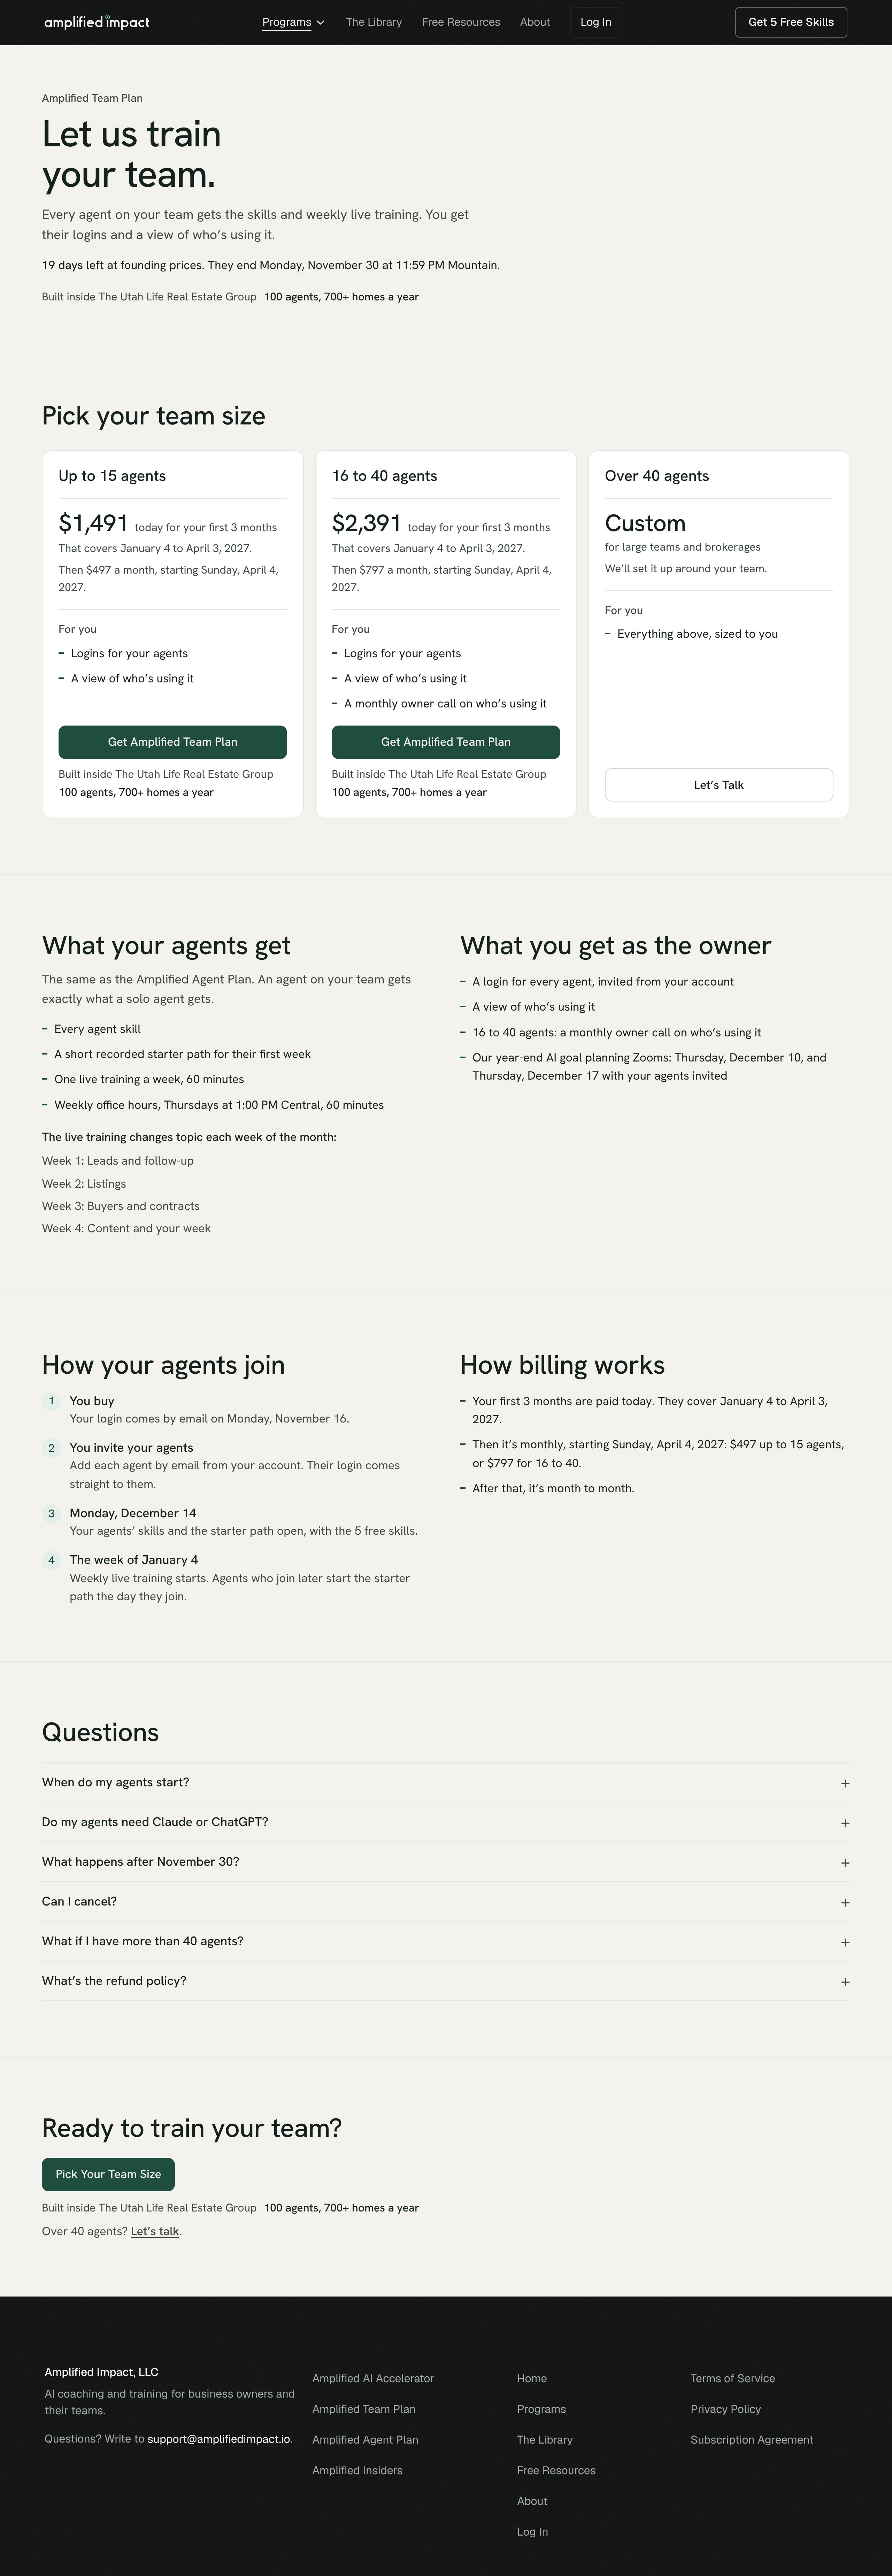 amplified impact
Programs
The Library
Free Resources
About
Log In
Get 5 Free Skills
Amplified Team Plan
Let us train
your team.
Every agent on your team gets the skills and weekly live training. You get
their logins and a view of who’s using it.
19 days left at founding prices. They end Monday, November 30 at 11:59 PM Mountain.
Built inside The Utah Life Real Estate Group 100 agents, 700+ homes a year
Pick your team size
Up to 15 agents
$1,491 today for your first 3 months
That covers January 4 to April 3, 2027.
Then $497 a month, starting Sunday, April 4,
2027.
For you
– Logins for your agents
– A view of who’s using it
Get Amplified Team Plan
Built inside The Utah Life Real Estate Group
100 agents, 700+ homes a year
16 to 40 agents
$2,391 today for your first 3 months
That covers January 4 to April 3, 2027.
Then $797 a month, starting Sunday, April 4,
2027.
For you
– Logins for your agents
– A view of who’s using it
– A monthly owner call on who’s using it
Get Amplified Team Plan
Built inside The Utah Life Real Estate Group
100 agents, 700+ homes a year
Over 40 agents
Custom
for large teams and brokerages
We’ll set it up around your team.
For you
– Everything above, sized to you
Let’s Talk
What your agents get
The same as the Amplified Agent Plan. An agent on your team gets
exactly what a solo agent gets.
– Every agent skill
– A short recorded starter path for their first week
– One live training a week, 60 minutes
– Weekly office hours, Thursdays at 1:00 PM Central, 60 minutes
The live training changes topic each week of the month:
Week 1: Leads and follow-up
Week 2: Listings
Week 3: Buyers and contracts
Week 4: Content and your week
What you get as the owner
– A login for every agent, invited from your account
– A view of who’s using it
– 16 to 40 agents: a monthly owner call on who’s using it
– Our year-end AI goal planning Zooms: Thursday, December 10, and
Thursday, December 17 with your agents invited
How your agents join
1 You buy
Your login comes by email on Monday, November 16.
2 You invite your agents
Add each agent by email from your account. Their login comes
straight to them.
3 Monday, December 14
Your agents’ skills and the starter path open, with the 5 free skills.
4 The week of January 4
Weekly live training starts. Agents who join later start the starter
path the day they join.
How billing works
– Your first 3 months are paid today. They cover January 4 to April 3,
2027.
– Then it’s monthly, starting Sunday, April 4, 2027: $497 up to 15 agents,
or $797 for 16 to 40.
– After that, it’s month to month.
Questions
When do my agents start? +
Do my agents need Claude or ChatGPT? +
What happens after November 30? +
Can I cancel? +
What if I have more than 40 agents? +
What’s the refund policy? +
Ready to train your team?
Pick Your Team Size
Built inside The Utah Life Real Estate Group 100 agents, 700+ homes a year
Over 40 agents? Let’s talk.
Amplified Impact, LLC
AI coaching and training for business owners and
their teams.
Questions? Write to support@amplifiedimpact.io.
Amplified AI Accelerator
Amplified Team Plan
Amplified Agent Plan
Amplified Insiders
Home
Programs
The Library
Free Resources
About
Log In
Terms of Service
Privacy Policy
Subscription Agreement